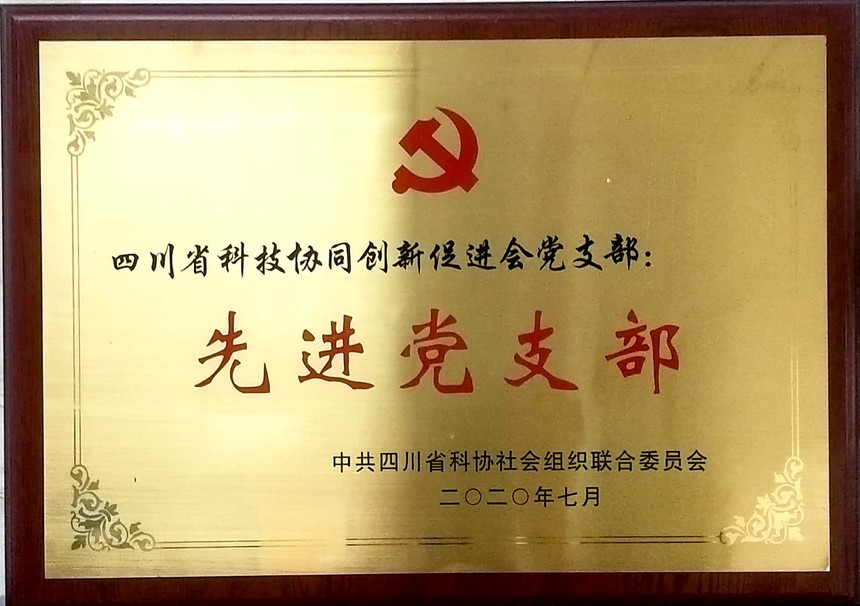 四川省科技协同创新促进会党支部：
先进党支部
中共四川省科协社会组织联合委员会
二〇二〇年七月